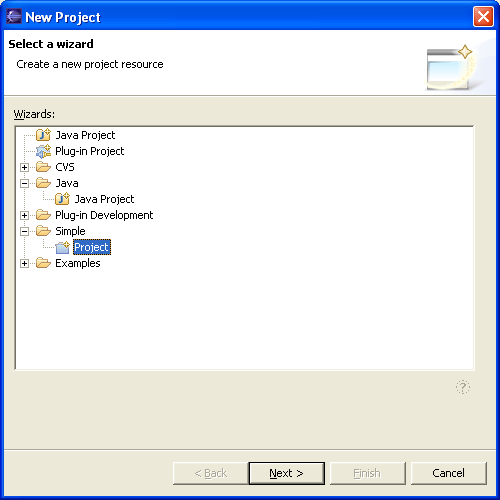 New Project
Select a wizard
Create a new project resource
Wizards:
Java Project
Plug-in Project
CVS
Java
Java Project
Plug-in Development
Simple
Project
Examples
?
< Back Next > Finish Cancel